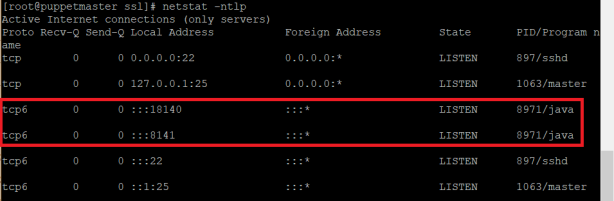 [root@puppetmaster ssl]# netstat -ntlp
Active Internet connections (only servers)
Proto Recv-Q Send-Q Local Address           Foreign Address         State       PID/Program n
ame
tcp        0      0 0.0.0.0:22              0.0.0.0:*               LISTEN      897/sshd
tcp        0      0 127.0.0.1:25            0.0.0.0:*               LISTEN      1063/master
tcp6       0      0 :::18140                :::*                    LISTEN      8971/java
tcp6       0      0 :::8141                 :::*                    LISTEN      8971/java
tcp6       0      0 :::22                   :::*                    LISTEN      897/sshd
tcp6       0      0 ::1:25                  :::*                    LISTEN      1063/master